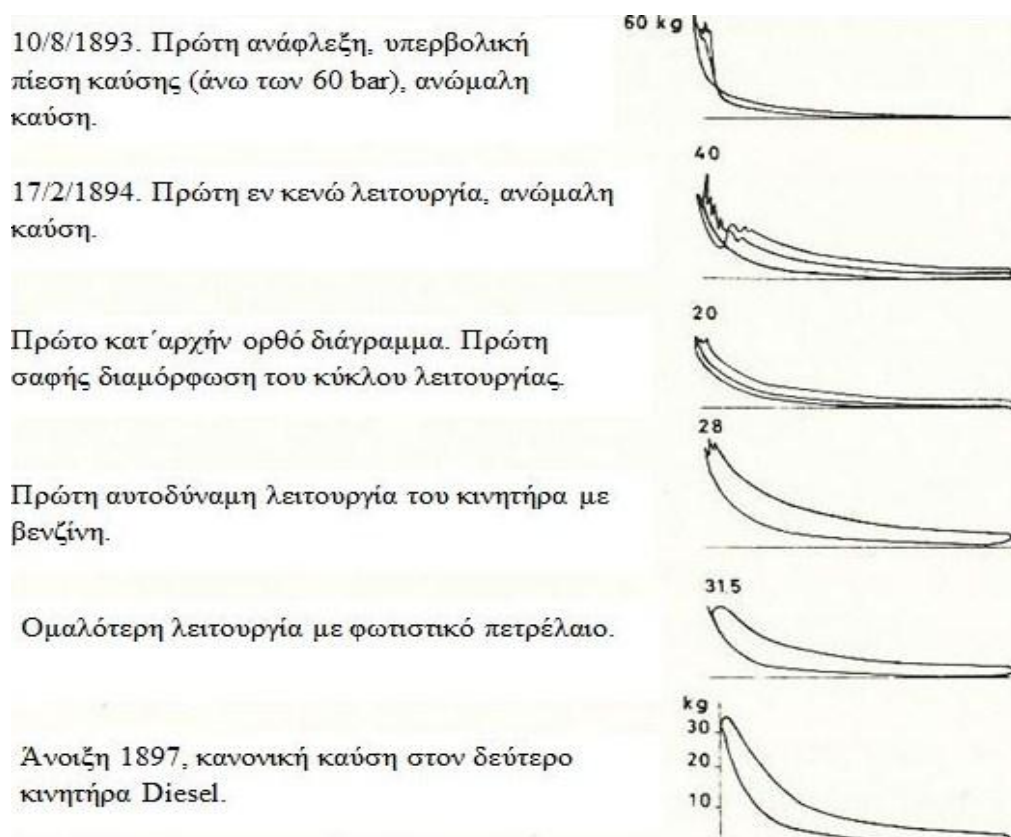 10/8/1893. Πρώτη ανάφλεξη, υπερβολική
πίεση καύσης (άνω των 60 bar), ανώμαλη
καύση.
60 kg
17/2/1894. Πρώτη εν κενώ λειτουργία, ανώμαλη
καύση.
40
Πρώτο κατ΄αρχήν ορθό διάγραμμα. Πρώτη
σαφής διαμόρφωση του κύκλου λειτουργίας.
20
Πρώτη αυτοδύναμη λειτουργία του κινητήρα με
βενζίνη.
28
Ομαλότερη λειτουργία με φωτιστικό πετρέλαιο.
31.5
Άνοιξη 1897, κανονική καύση στον δεύτερο
κινητήρα Diesel.
kg
30
20
10